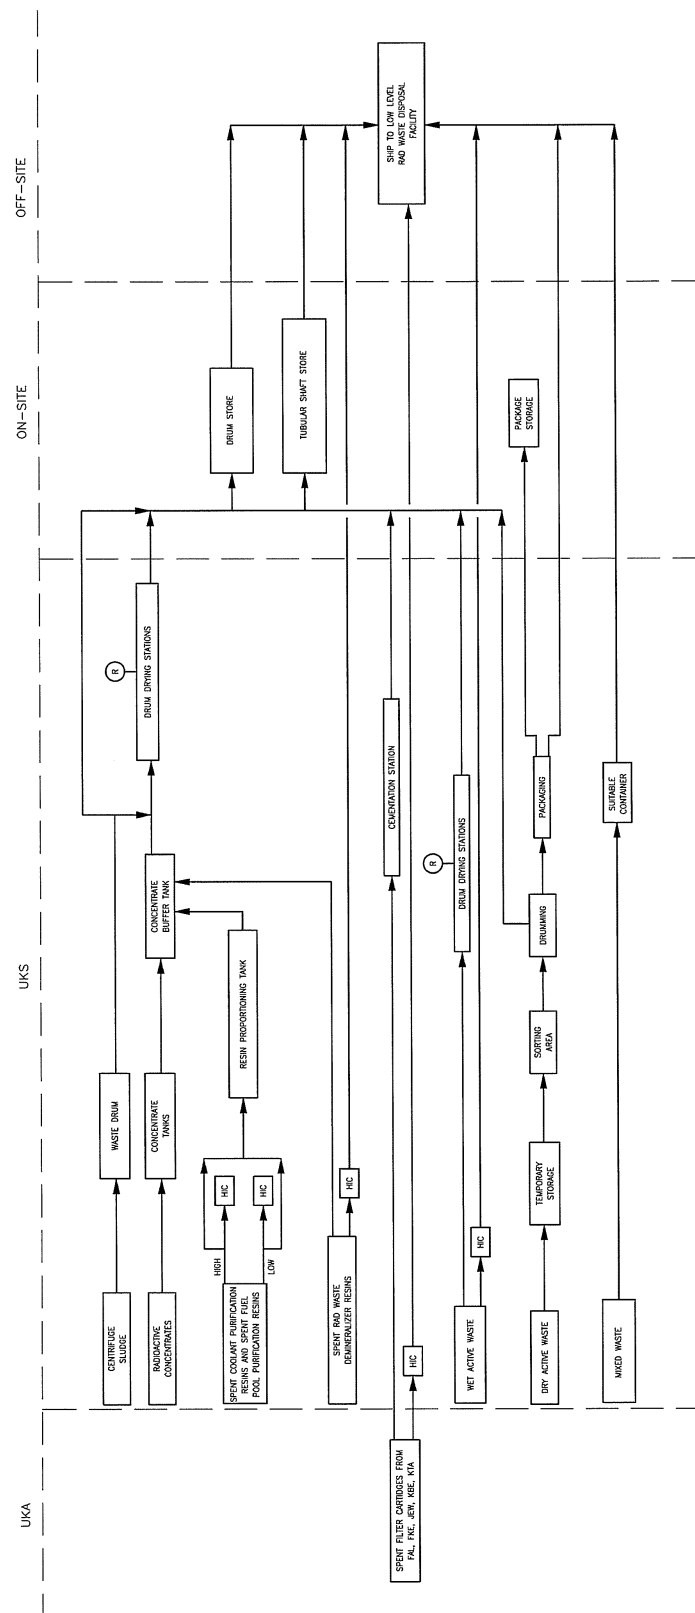 UKA
UKS
ON-SITE
OFF-SITE
CENTRIFUGE
SLUDGE
WASTE DRUM
RADIOACTIVE
CONCENTRATES
CONCENTRATE
TANKS
CONCENTRATE
BUFFER TANK
R
DRUM DRYING STATIONS
SPENT COOLANT PURIFICATION
RESINS AND SPENT FUEL
POOL PURIFICATION RESINS
HIGH
LOW
HIC
HIC
RESIN PROPORTIONING TANK
DRUM STORE
TUBULAR SHAFT STORE
SPENT RAD WASTE
DEMINERALIZER RESINS
HIC
SPENT FILTER CARTIDGES FROM
FAL, FKE, JEW, KBE, KTA
HIC
CEMENTATION STATION
SHIP TO LOW LEVEL
RAD WASTE DISPOSAL
FACILITY
WET ACTIVE WASTE
HIC
R
DRUM DRYING STATIONS
DRY ACTIVE WASTE
TEMPORARY
STORAGE
SORTING
AREA
DRUMMING
PACKAGING
PACKAGE
STORAGE
MIXED WASTE
SUITABLE
CONTAINER